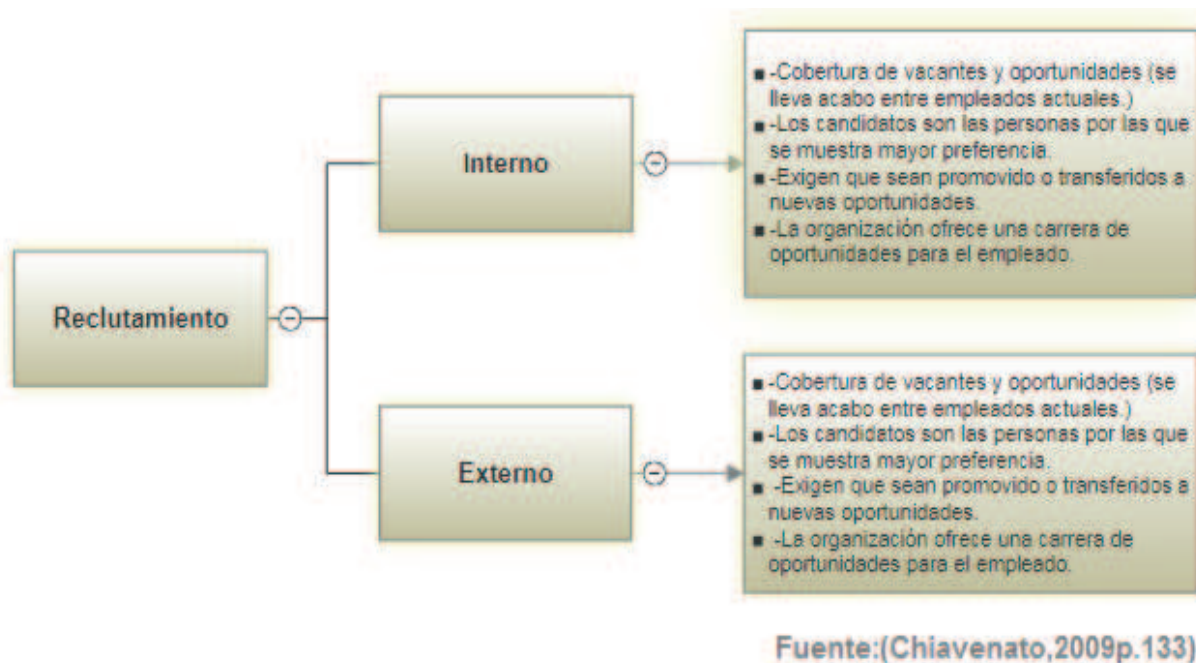 Reclutamiento
Interno
■ -Cobertura de vacantes y oportunidades (se
lleva acabo entre empleados actuales.)
■ -Los candidatos son las personas por las que
se muestra mayor preferencia.
■ -Exigen que sean promovido o transferidos a
nuevas oportunidades.
■ -La organización ofrece una carrera de
oportunidades para el empleado.
Externo
■ -Cobertura de vacantes y oportunidades (se
lleva acabo entre empleados actuales.)
■ -Los candidatos son las personas por las que
se muestra mayor preferencia.
■ -Exigen que sean promovido o transferidos a
nuevas oportunidades.
■ -La organización ofrece una carrera de
oportunidades para el empleado.
Fuente:(Chiavenato,2009p.133)